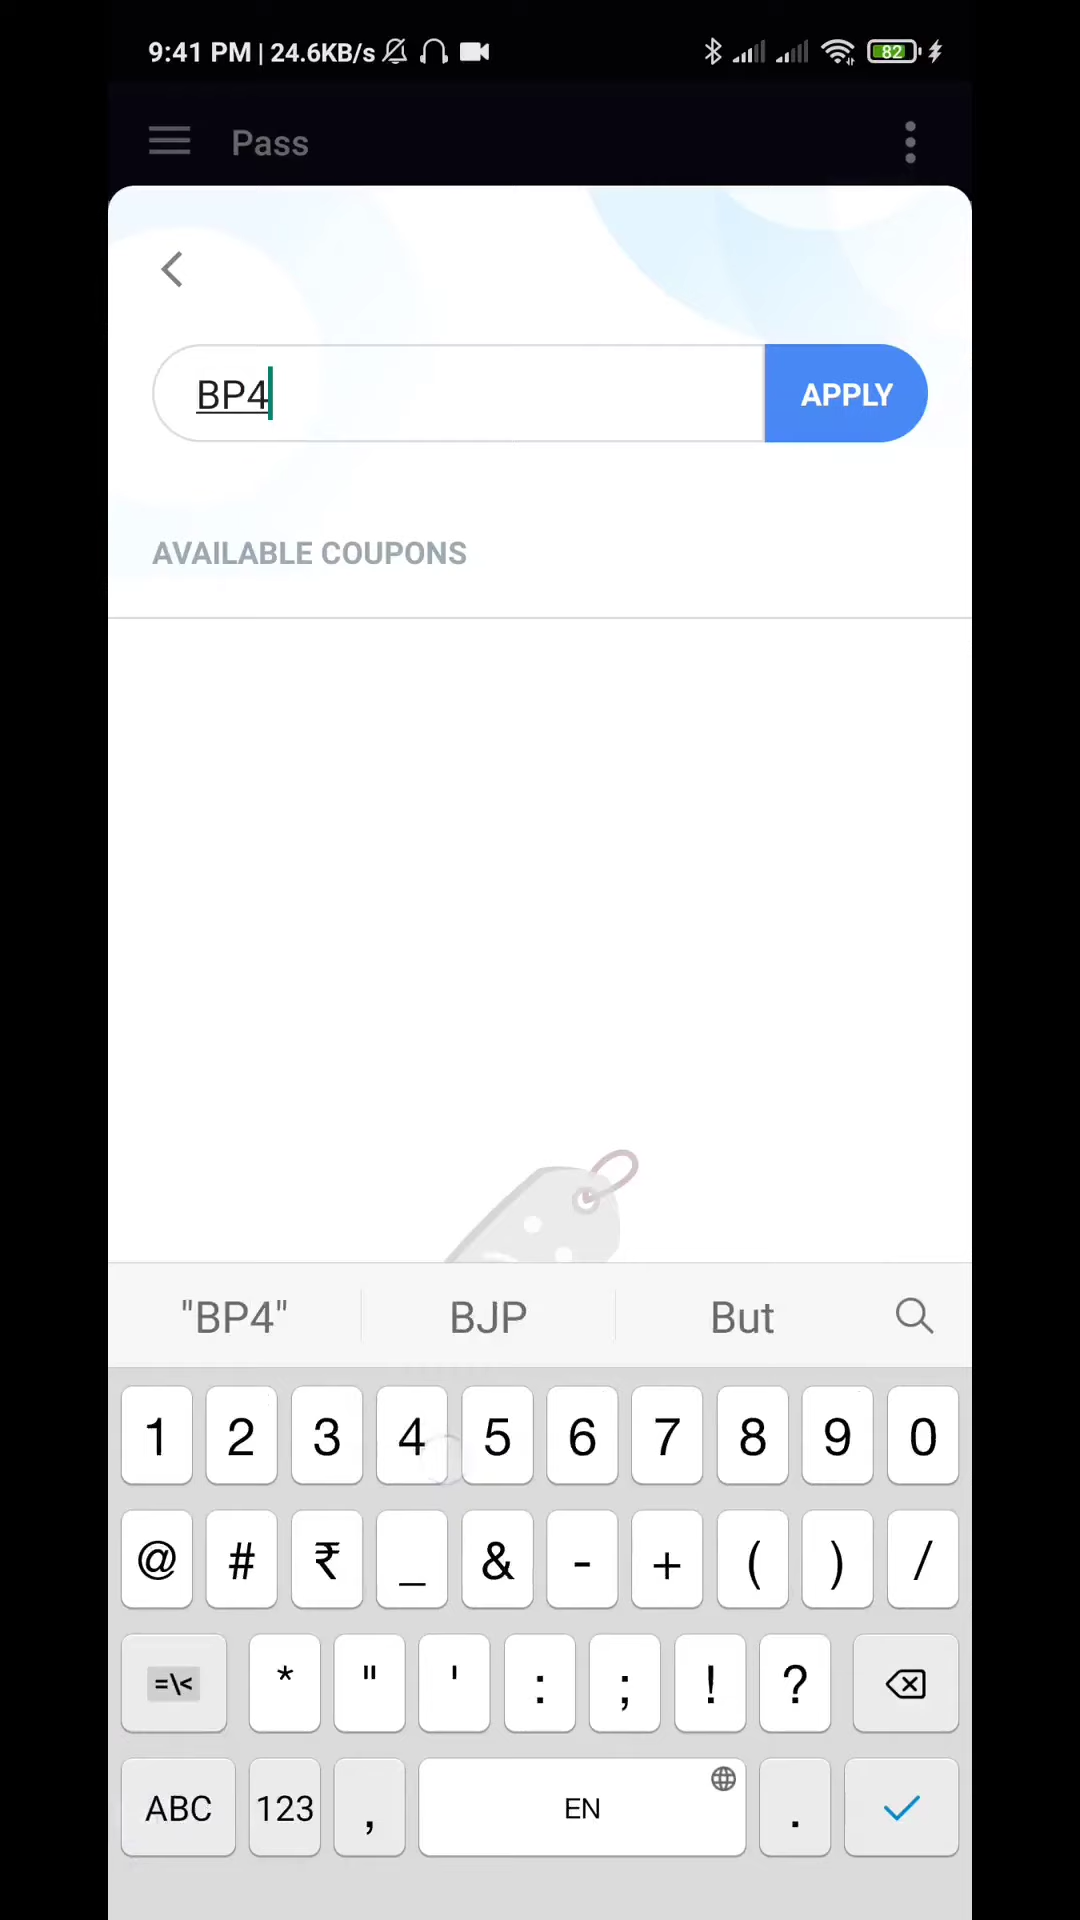 9:41 PM | 24.6KB/s 82
Pass
BP4 APPLY
AVAILABLE COUPONS
"BP4" BJP But
1 2 3 4 5 6 7 8 9 0
@ # ₹ _ & - + ( ) /
=\< * " ' : ; ! ?
ABC 123 , EN .